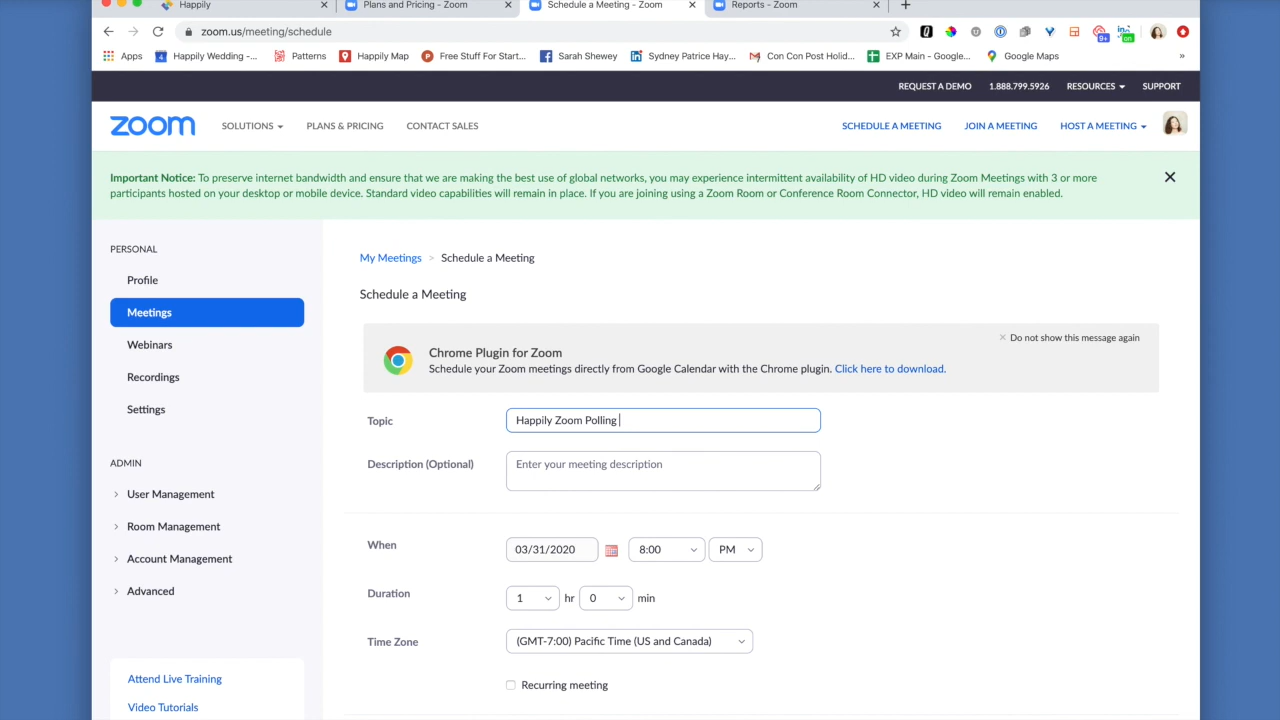 Happily
Plans and Pricing - Zoom
Schedule a Meeting - Zoom
Reports - Zoom
zoom.us/meeting/schedule
9+
on
Apps
4
Happily Wedding –...
Patterns
Happily Map
Free Stuff For Start...
Sarah Shewey
Sydney Patrice Hay...
Con Con Post Holid...
EXP Main - Google...
Google Maps
»
REQUEST A DEMO 1.888.799.5926 RESOURCES SUPPORT
zoom
SOLUTIONS PLANS & PRICING CONTACT SALES SCHEDULE A MEETING JOIN A MEETING HOST A MEETING
Important Notice: To preserve internet bandwidth and ensure that we are making the best use of global networks, you may experience intermittent availability of HD video during Zoom Meetings with 3 or more
participants hosted on your desktop or mobile device. Standard video capabilities will remain in place. If you are joining using a Zoom Room or Conference Room Connector, HD video will remain enabled.
PERSONAL
Profile
Meetings
Webinars
Recordings
Settings
ADMIN
User Management
Room Management
Account Management
Advanced
Attend Live Training
Video Tutorials
My Meetings > Schedule a Meeting
Schedule a Meeting
Do not show this message again
Chrome Plugin for Zoom
Schedule your Zoom meetings directly from Google Calendar with the Chrome plugin. Click here to download.
Topic
Happily Zoom Polling
Description (Optional)
Enter your meeting description
When
03/31/2020 8:00 PM
Duration
1 hr 0 min
Time Zone
(GMT-7:00) Pacific Time (US and Canada)
Recurring meeting